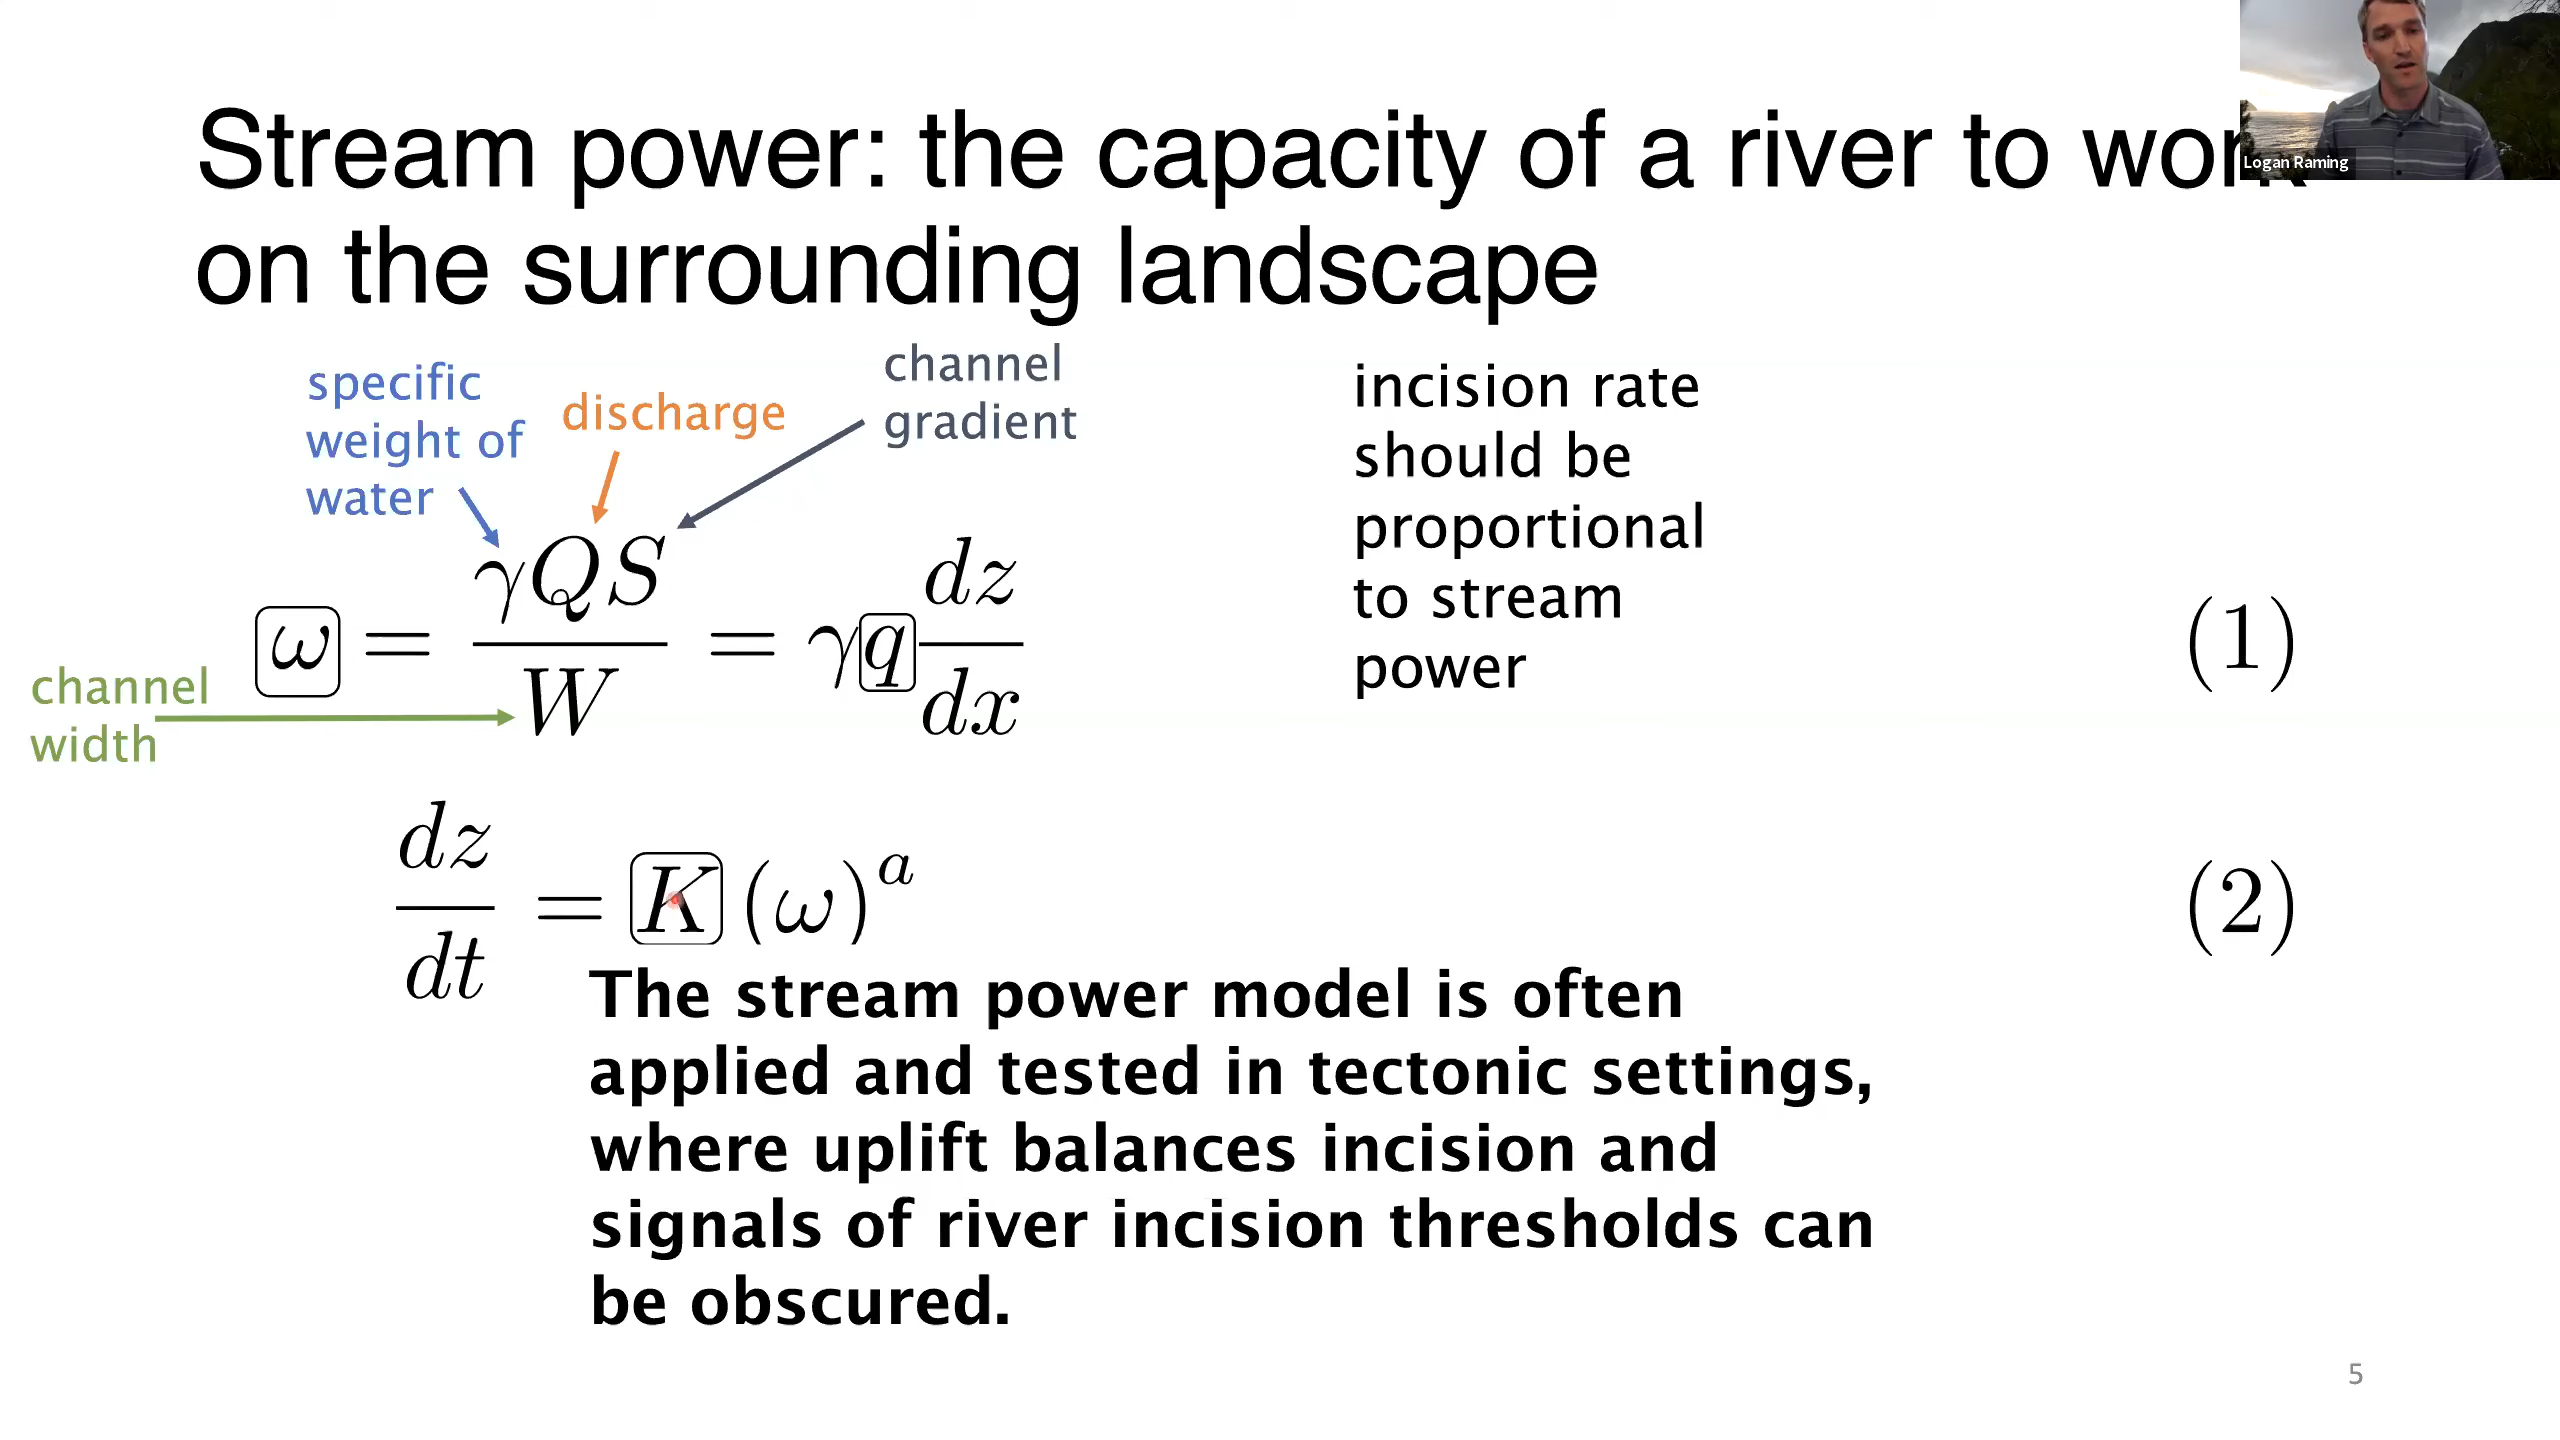 Stream power: the capacity of a river to work
on the surrounding landscape
Logan Raming
specific
weight of
water
discharge
channel
gradient
channel
width
ω = γQS / W = γq dz/dx (1)
incision rate
should be
proportional
to stream
power
dz/dt = K (ω)^a (2)
The stream power model is often
applied and tested in tectonic settings,
where uplift balances incision and
signals of river incision thresholds can
be obscured.
5